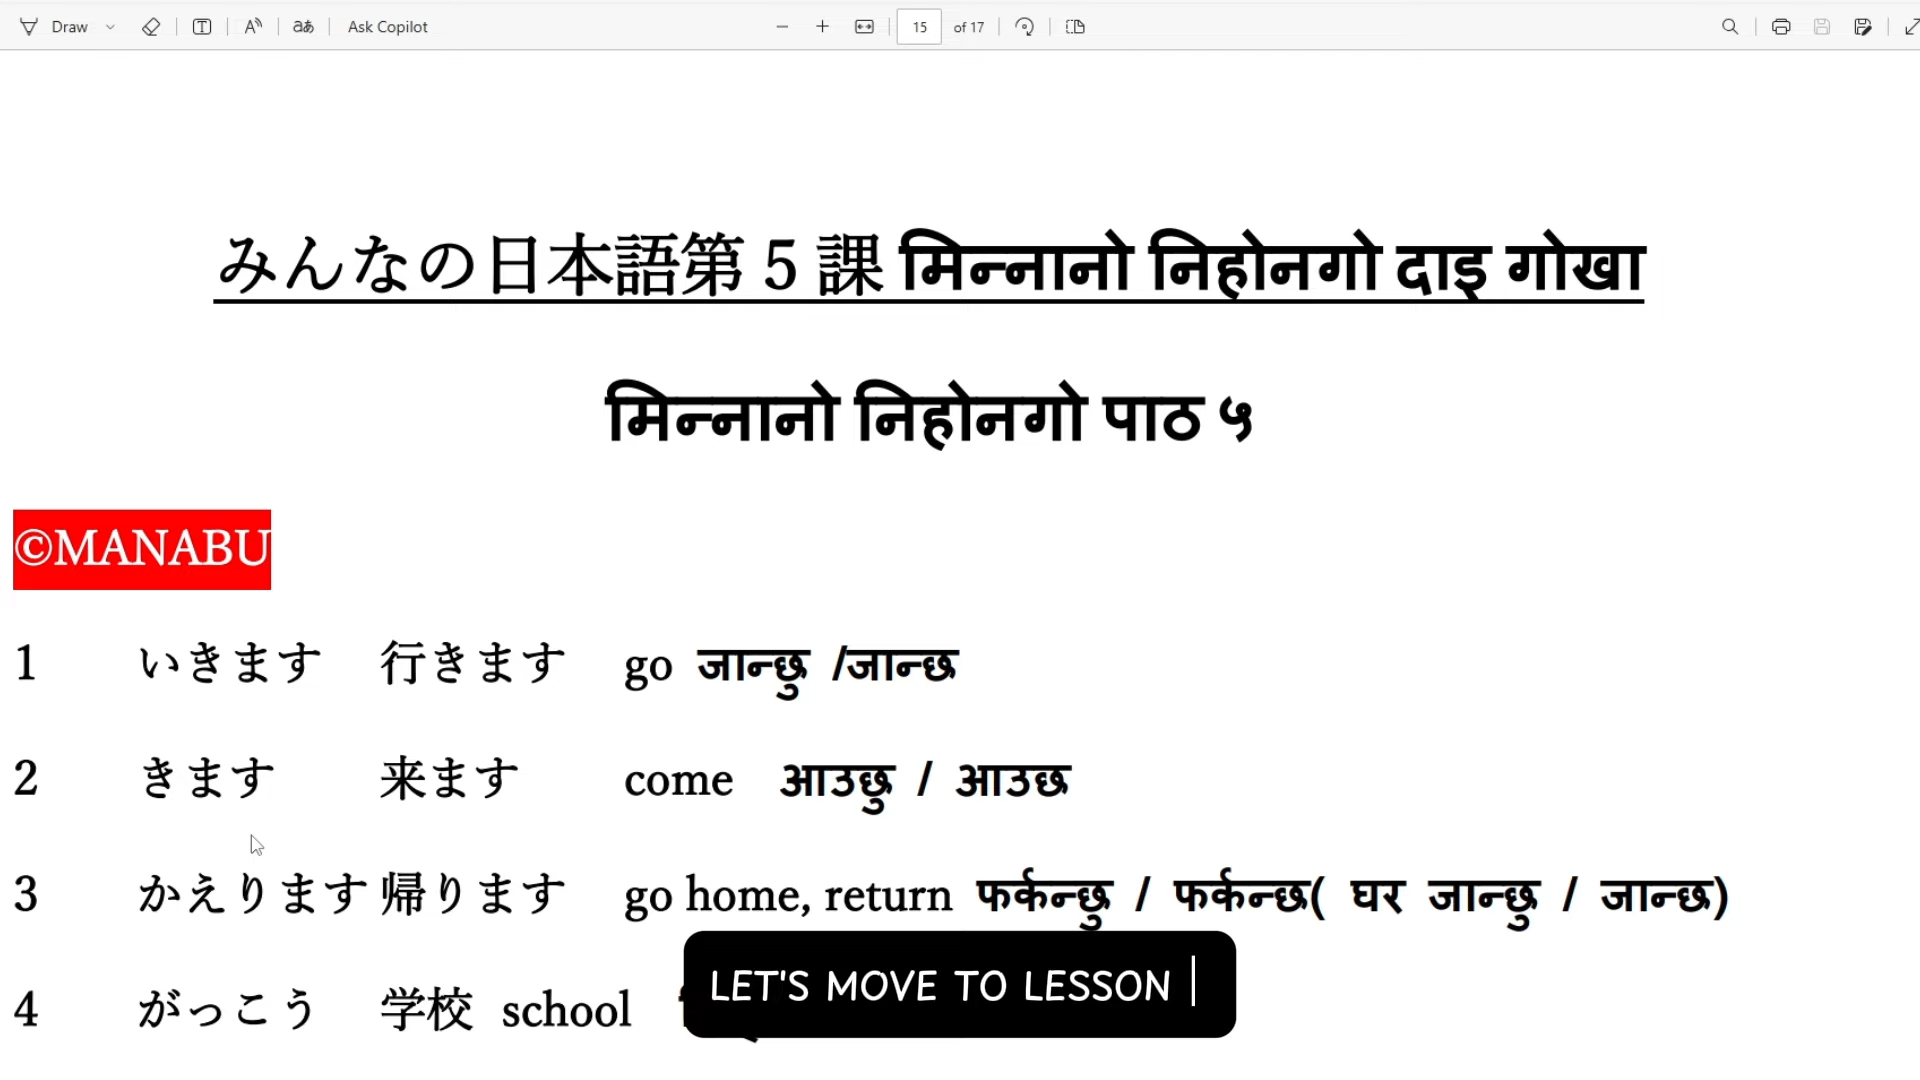 Draw aあ Ask Copilot 15 of 17
みんなの日本語第 5 課 मिन्नानो निहोनगो दाइ गोखा
मिन्नानो निहोनगो पाठ ५
©MANABU
1 いきます 行きます go जान्छु /जान्छ
2 きます 来ます come आउछु / आउछ
3 かえります 帰ります go home, return फर्कन्छु / फर्कन्छ( घर जान्छु / जान्छ)
4 がっこう 学校 school
LET'S MOVE TO LESSON